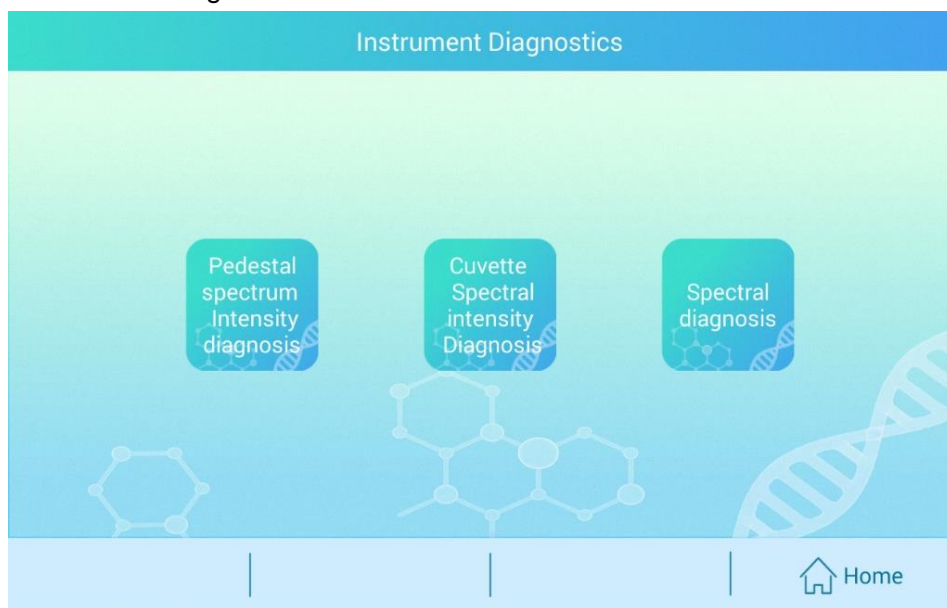 Instrument Diagnostics
Pedestal
spectrum
Intensity
diagnosis
Cuvette
Spectral
intensity
Diagnosis
Spectral
diagnosis
Home